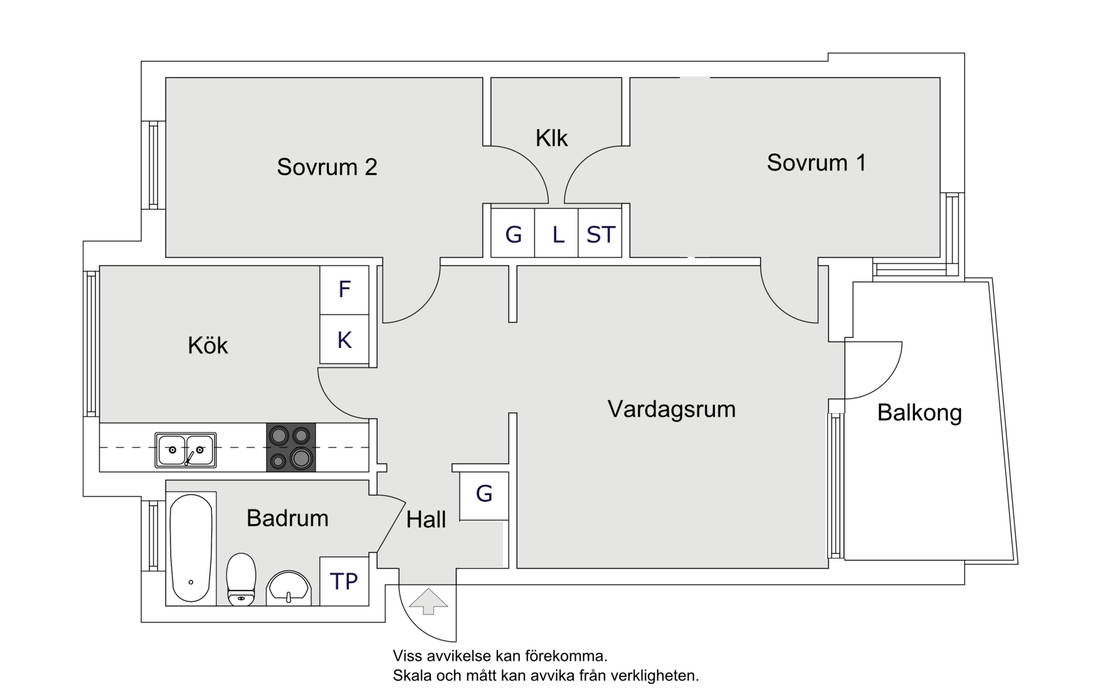 Klk
Sovrum 2
Sovrum 1
G L ST
F
K
Kök
Vardagsrum
Balkong
G
Badrum
Hall
TP
Viss avvikelse kan förekomma.
Skala och mått kan avvika från verkligheten.